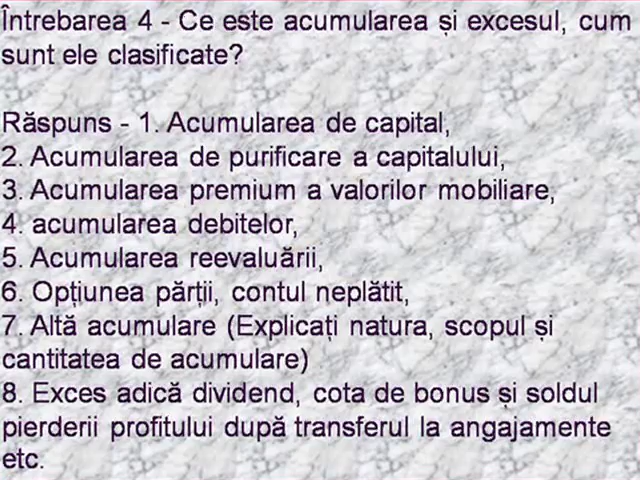 Întrebarea 4 - Ce este acumularea și excesul, cum
sunt ele clasificate?
Răspuns - 1. Acumularea de capital,
2. Acumularea de purificare a capitalului,
3. Acumularea premium a valorilor mobiliare,
4. acumularea debitelor,
5. Acumularea reevaluării,
6. Opțiunea părții, contul neplătit,
7. Altă acumulare (Explicați natura, scopul și
cantitatea de acumulare)
8. Exces adică dividend, cota de bonus și soldul
pierderii profitului după transferul la angajamente
etc.